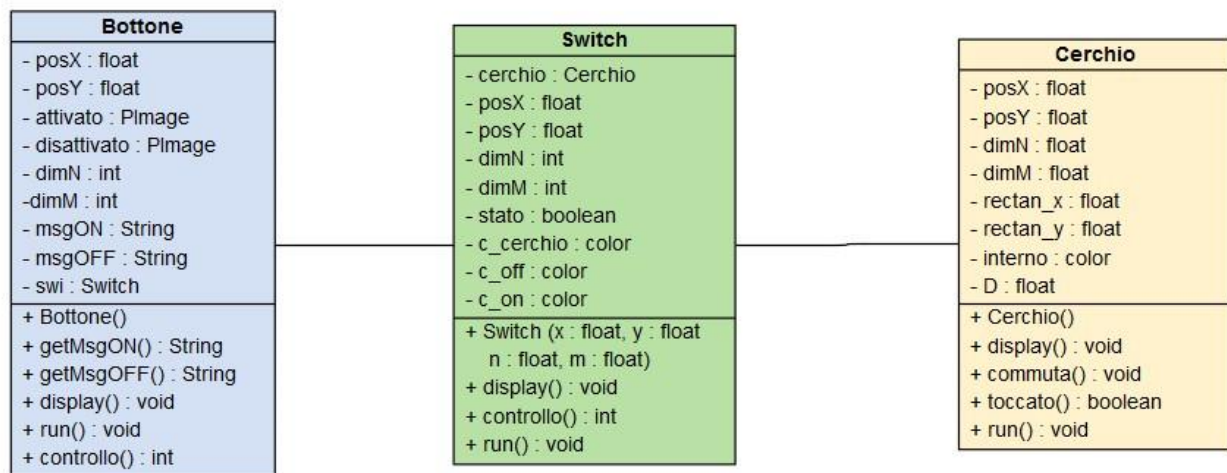 Bottone
- posX : float
- posY : float
- attivato : PImage
- disattivato : PImage
- dimN : int
-dimM : int
- msgON : String
- msgOFF : String
- swi : Switch
+ Bottone()
+ getMsgON() : String
+ getMsgOFF() : String
+ display() : void
+ run() : void
+ controllo() : int
Switch
- cerchio : Cerchio
- posX : float
- posY : float
- dimN : int
- dimM : int
- stato : boolean
- c_cerchio : color
- c_off : color
- c_on : color
+ Switch (x : float, y : float
n : float, m : float)
+ display() : void
+ controllo() : int
+ run() : void
Cerchio
- posX : float
- posY : float
- dimN : float
- dimM : float
- rectan_x : float
- rectan_y : float
- interno : color
- D : float
+ Cerchio()
+ display() : void
+ commuta() : void
+ toccato() : boolean
+ run() : void